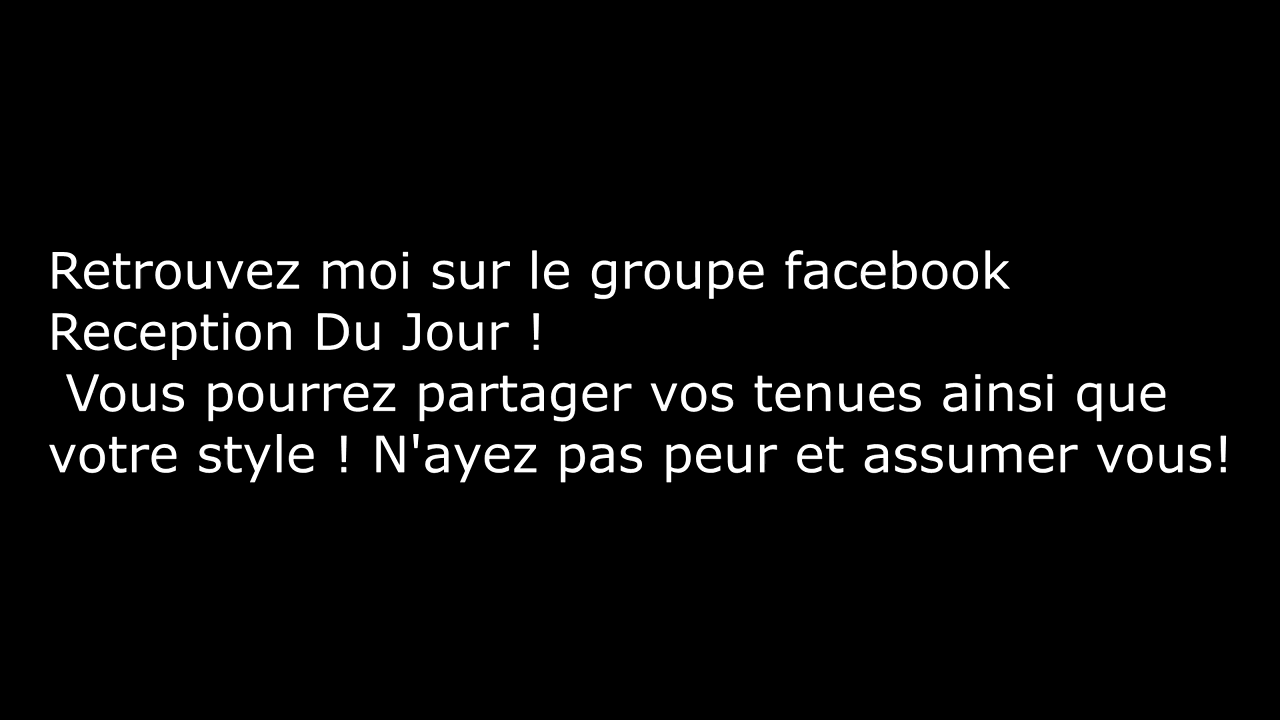 Retrouvez moi sur le groupe facebook
Reception Du Jour !
Vous pourrez partager vos tenues ainsi que
votre style ! N'ayez pas peur et assumer vous!